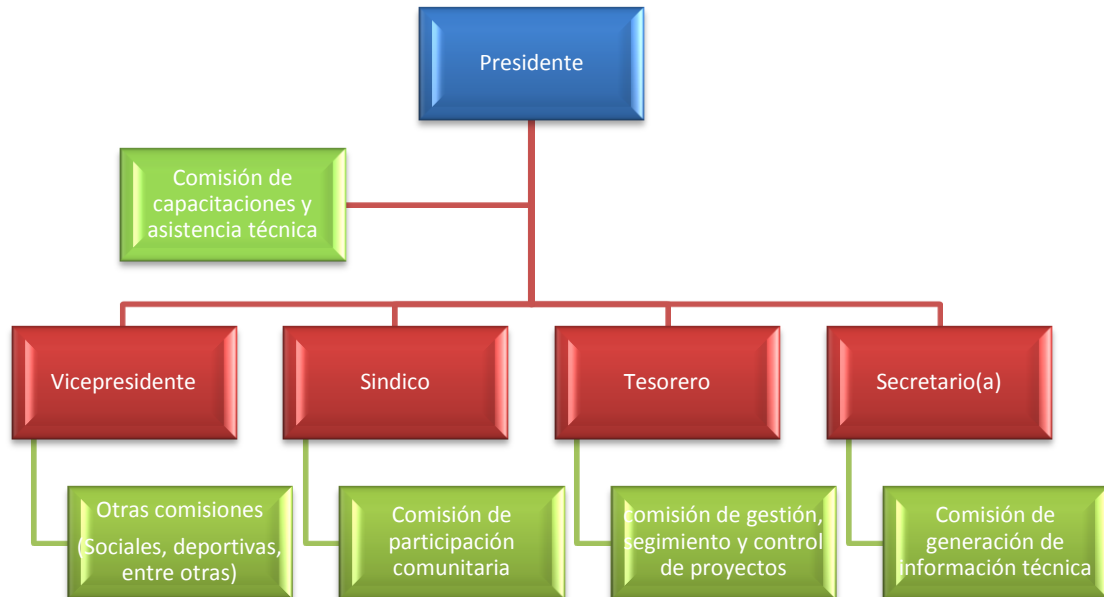 Presidente
Comisión de
capacitaciones y
asistencia técnica
Vicepresidente
Sindico
Tesorero
Secretario(a)
Otras comisiones
(Sociales, deportivas,
entre otras)
Comisión de
participación
comunitaria
comisión de gestión,
segimiento y control
de proyectos
Comisión de
generación de
información técnica